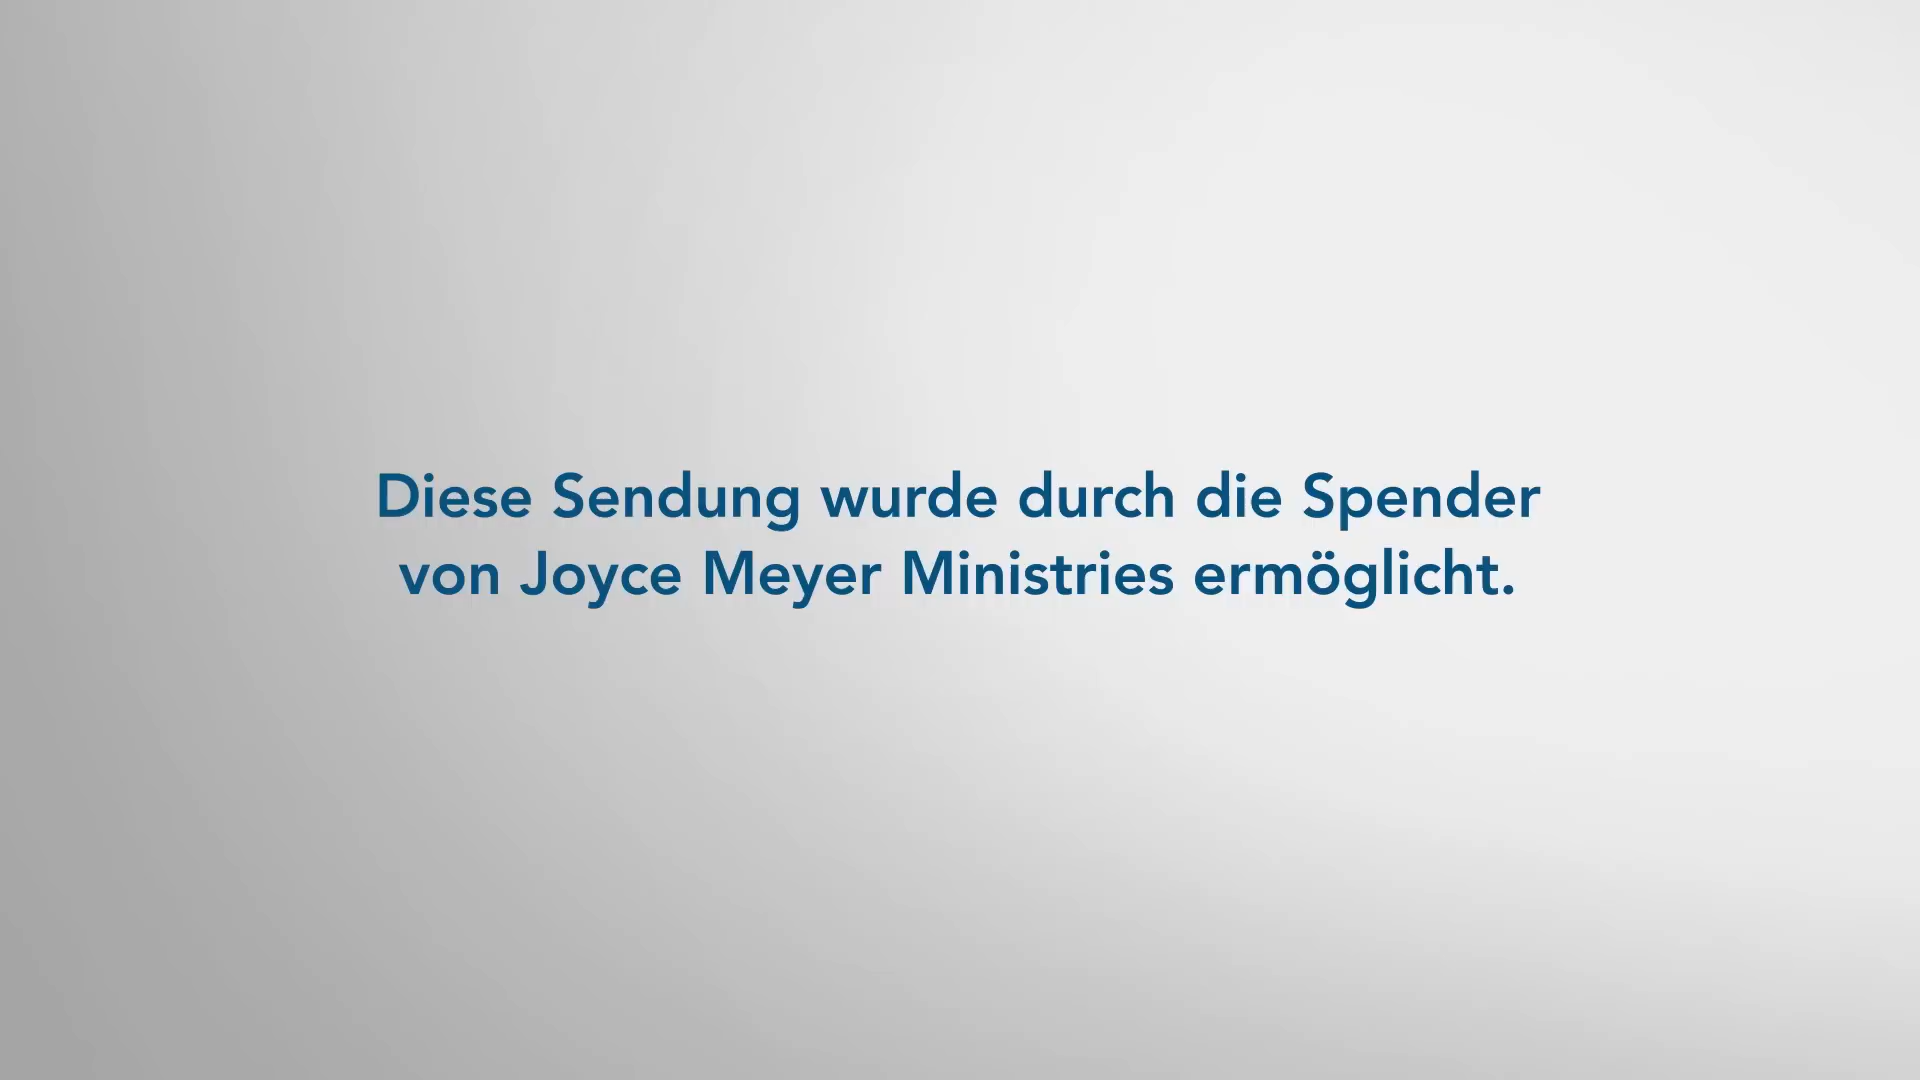 Diese Sendung wurde durch die Spender
von Joyce Meyer Ministries ermöglicht.